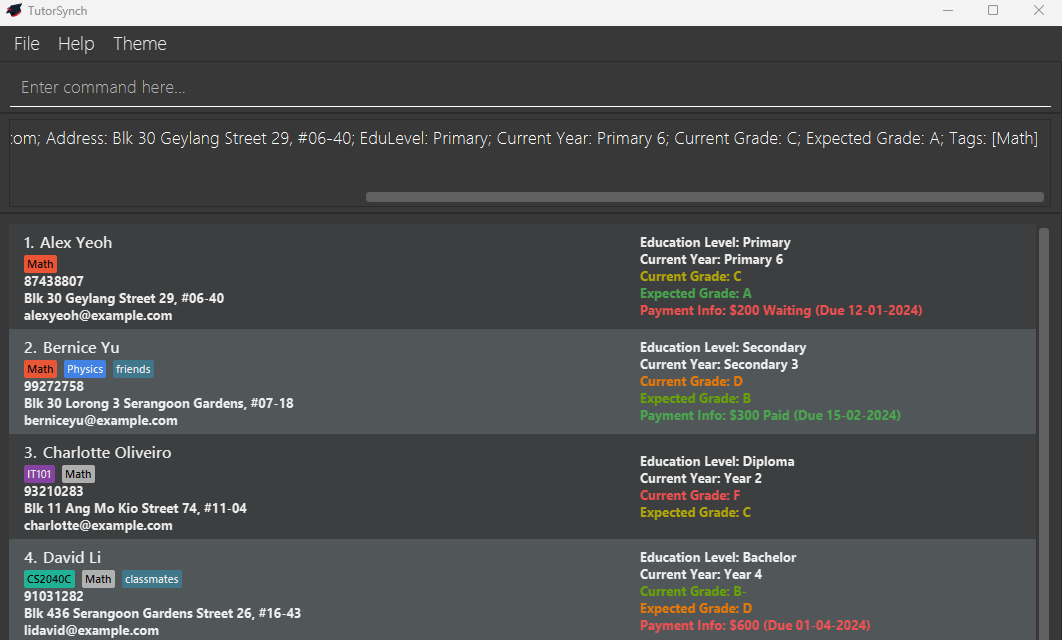 TutorSynch
File Help Theme
Enter command here...
com; Address: Blk 30 Geylang Street 29, #06-40; EduLevel: Primary; Current Year: Primary 6; Current Grade: C; Expected Grade: A; Tags: [Math]
1. Alex Yeoh
Math
87438807
Blk 30 Geylang Street 29, #06-40
alexyeoh@example.com
Education Level: Primary
Current Year: Primary 6
Current Grade: C
Expected Grade: A
Payment Info: $200 Waiting (Due 12-01-2024)
2. Bernice Yu
Math Physics friends
99272758
Blk 30 Lorong 3 Serangoon Gardens, #07-18
berniceyu@example.com
Education Level: Secondary
Current Year: Secondary 3
Current Grade: D
Expected Grade: B
Payment Info: $300 Paid (Due 15-02-2024)
3. Charlotte Oliveiro
IT101 Math
93210283
Blk 11 Ang Mo Kio Street 74, #11-04
charlotte@example.com
Education Level: Diploma
Current Year: Year 2
Current Grade: F
Expected Grade: C
4. David Li
CS2040C Math classmates
91031282
Blk 436 Serangoon Gardens Street 26, #16-43
lidavid@example.com
Education Level: Bachelor
Current Year: Year 4
Current Grade: B-
Expected Grade: D
Payment Info: $600 (Due 01-04-2024)